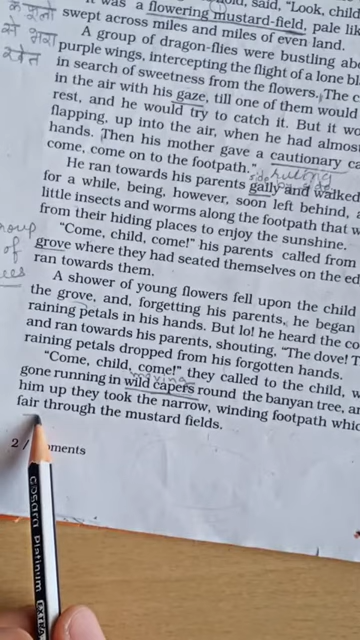 was a flowering mustard-field, pale lik
swept across miles and miles of even land.
से भरा
A group of dragon-flies were bustling abo
खेत
purple wings, intercepting the flight of a lone bl
in search of sweetness from the flowers. The c
in the air with his gaze, till one of them would
rest, and he would try to catch it. But it wo
flapping, up into the air, when he had almos
hands. Then his mother gave a cautionary ca
come, come on to the footpath."
He ran towards his parents gaily and walked
for a while, being, however, soon left behind,
little insects and worms along the footpath that w
from their hiding places to enjoy the sunshine.
roup
"Come, child, come!" his parents called from
of
grove where they had seated themselves on the ed
ees
ran towards them.
A shower of young flowers fell upon the child
the grove, and, forgetting his parents, he began
raining petals in his hands. But lo! he heard the co
and ran towards his parents, shouting, "The dove! T
raining petals dropped from his forgotten hands.
"Come, child, come!" they called to the child, w
moving
gone running in wild capers round the banyan tree, a
him up they took the narrow, winding footpath whic
fair through the mustard fields.
2 / oments
Gosara Platinum